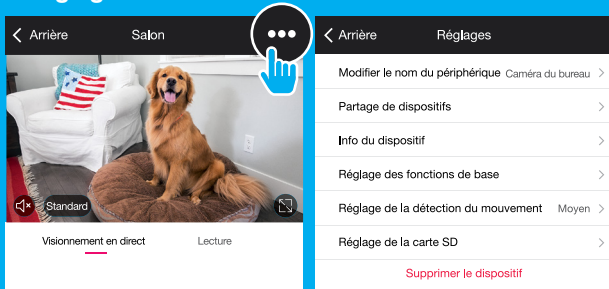 Arrière
Salon
Standard
Visionnement en direct
Lecture
Arrière
Réglages
Modifier le nom du périphérique Caméra du bureau
Partage de dispositifs
Info du dispositif
Réglage des fonctions de base
Réglage de la détection du mouvement Moyen
Réglage de la carte SD
Supprimer le dispositif